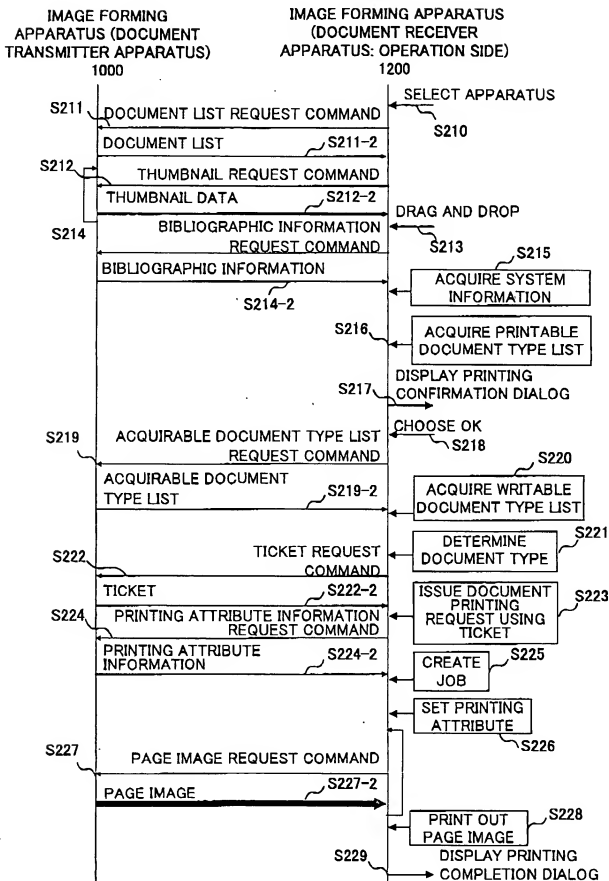 IMAGE FORMING
APPARATUS (DOCUMENT
TRANSMITTER APPARATUS)
1000
IMAGE FORMING APPARATUS
(DOCUMENT RECEIVER
APPARATUS: OPERATION SIDE)
1200
SELECT APPARATUS
S210
S211
DOCUMENT LIST REQUEST COMMAND
DOCUMENT LIST
S211-2
S212
THUMBNAIL REQUEST COMMAND
THUMBNAIL DATA
S212-2
DRAG AND DROP
S213
S214
BIBLIOGRAPHIC INFORMATION
REQUEST COMMAND
BIBLIOGRAPHIC INFORMATION
S214-2
S215
ACQUIRE SYSTEM
INFORMATION
S216
ACQUIRE PRINTABLE
DOCUMENT TYPE LIST
S217
DISPLAY PRINTING
CONFIRMATION DIALOG
CHOOSE OK
S218
S219
ACQUIRABLE DOCUMENT TYPE LIST
REQUEST COMMAND
ACQUIRABLE DOCUMENT
TYPE LIST
S219-2
S220
ACQUIRE WRITABLE
DOCUMENT TYPE LIST
S221
DETERMINE
DOCUMENT TYPE
S222
TICKET REQUEST
COMMAND
TICKET
S222-2
ISSUE DOCUMENT
PRINTING
REQUEST USING
TICKET
S223
S224
PRINTING ATTRIBUTE INFORMATION
REQUEST COMMAND
PRINTING ATTRIBUTE
INFORMATION
S224-2
CREATE
JOB
S225
SET PRINTING
ATTRIBUTE
S226
S227
PAGE IMAGE REQUEST COMMAND
S227-2
PAGE IMAGE
PRINT OUT
PAGE IMAGE
S228
S229
DISPLAY PRINTING
COMPLETION DIALOG